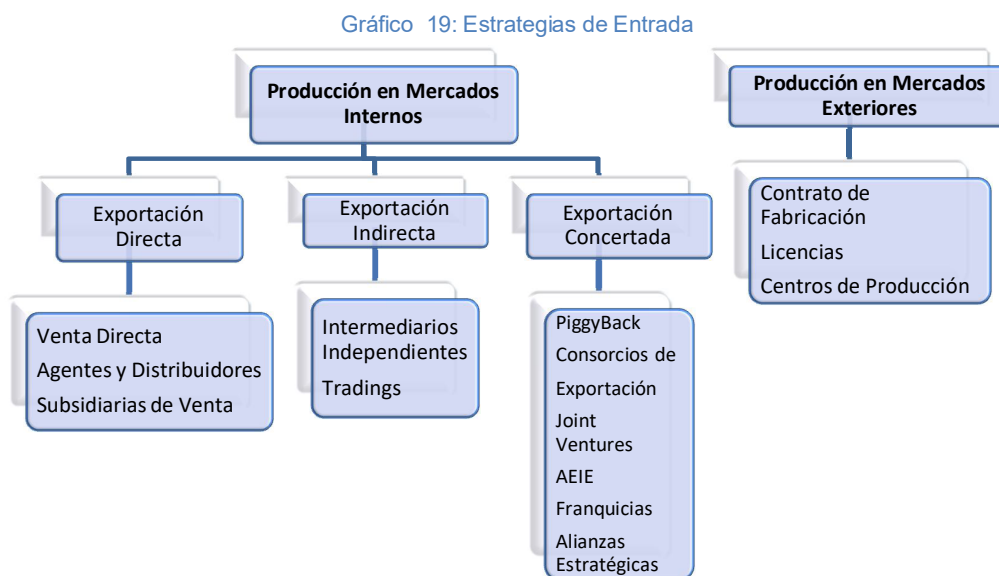 Gráfico 19: Estrategias de Entrada
Producción en Mercados
Internos
Producción en Mercados
Exteriores
Exportación
Directa
Exportación
Indirecta
Exportación
Concertada
Contrato de
Fabricación
Licencias
Centros de Producción
Venta Directa
Agentes y Distribuidores
Subsidiarias de Venta
Intermediarios
Independientes
Tradings
PiggyBack
Consorcios de
Exportación
Joint
Ventures
AEIE
Franquicias
Alianzas
Estratégicas